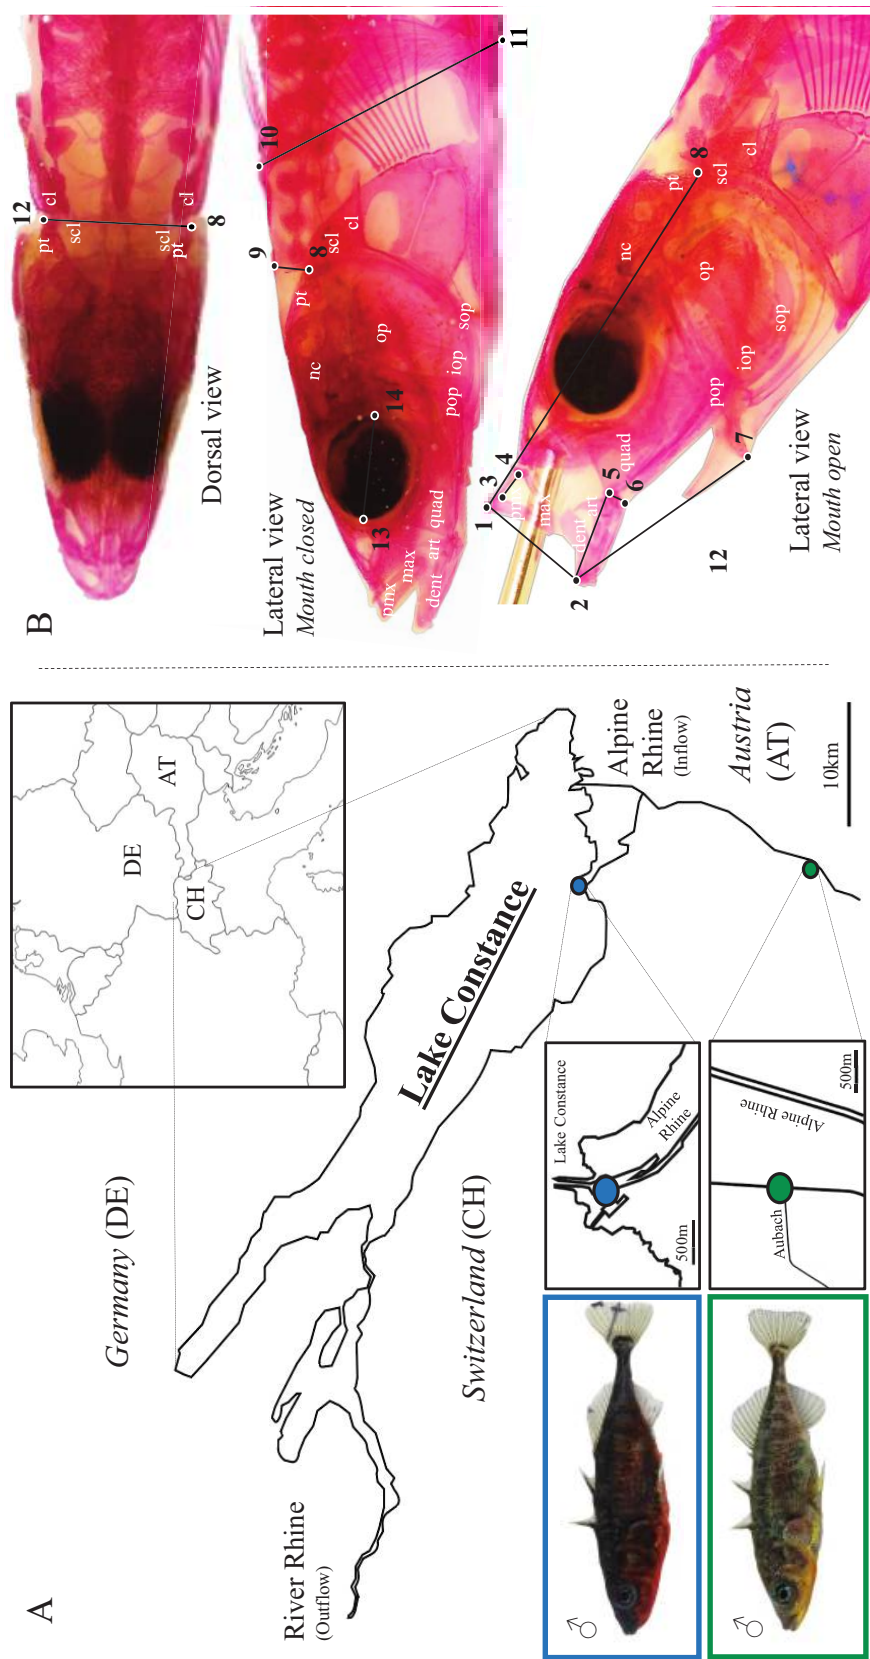 A
Germany (DE)
DE
AT
CH
River Rhine
(Outflow)
Lake Constance
Switzerland (CH)
Alpine
Rhine
(Inflow)
Austria
(AT)
10km
Lake Constance
Alpine
Rhine
500m
Aubach
Alpine Rhine
500m
♂
♂
B
12
pt
cl
scl
scl
pt
cl
8
Dorsal view
9
10
11
8
pt
scl
cl
nc
op
sop
iop
pop
13
14
pmx
max
dent
art
quad
Lateral view
Mouth closed
1
3
4
2
5
6
7
8
12
max
dent
art
quad
pop
iop
sop
op
nc
pt
scl
cl
Lateral view
Mouth open